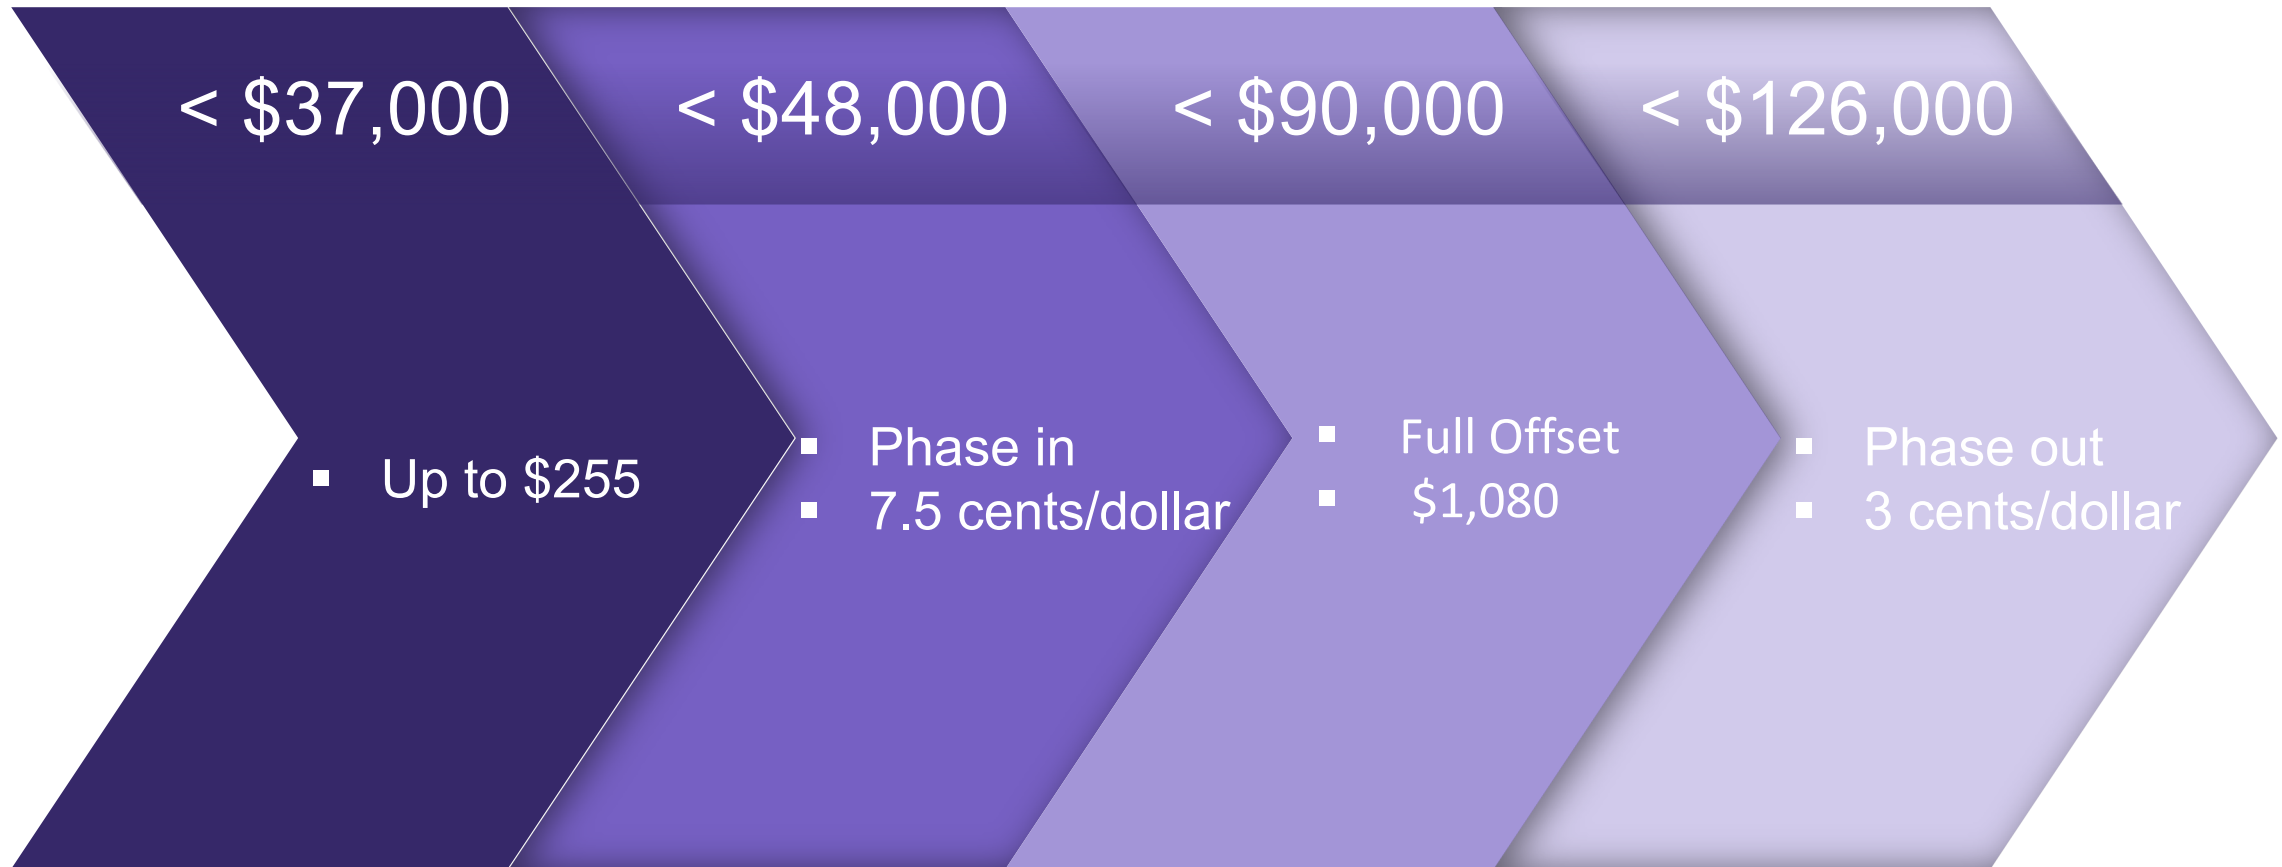 < $37,000
▪ Up to $255
< $48,000
▪ Phase in
▪ 7.5 cents/dollar
< $90,000
▪ Full Offset
▪ $1,080
< $126,000
▪ Phase out
▪ 3 cents/dollar